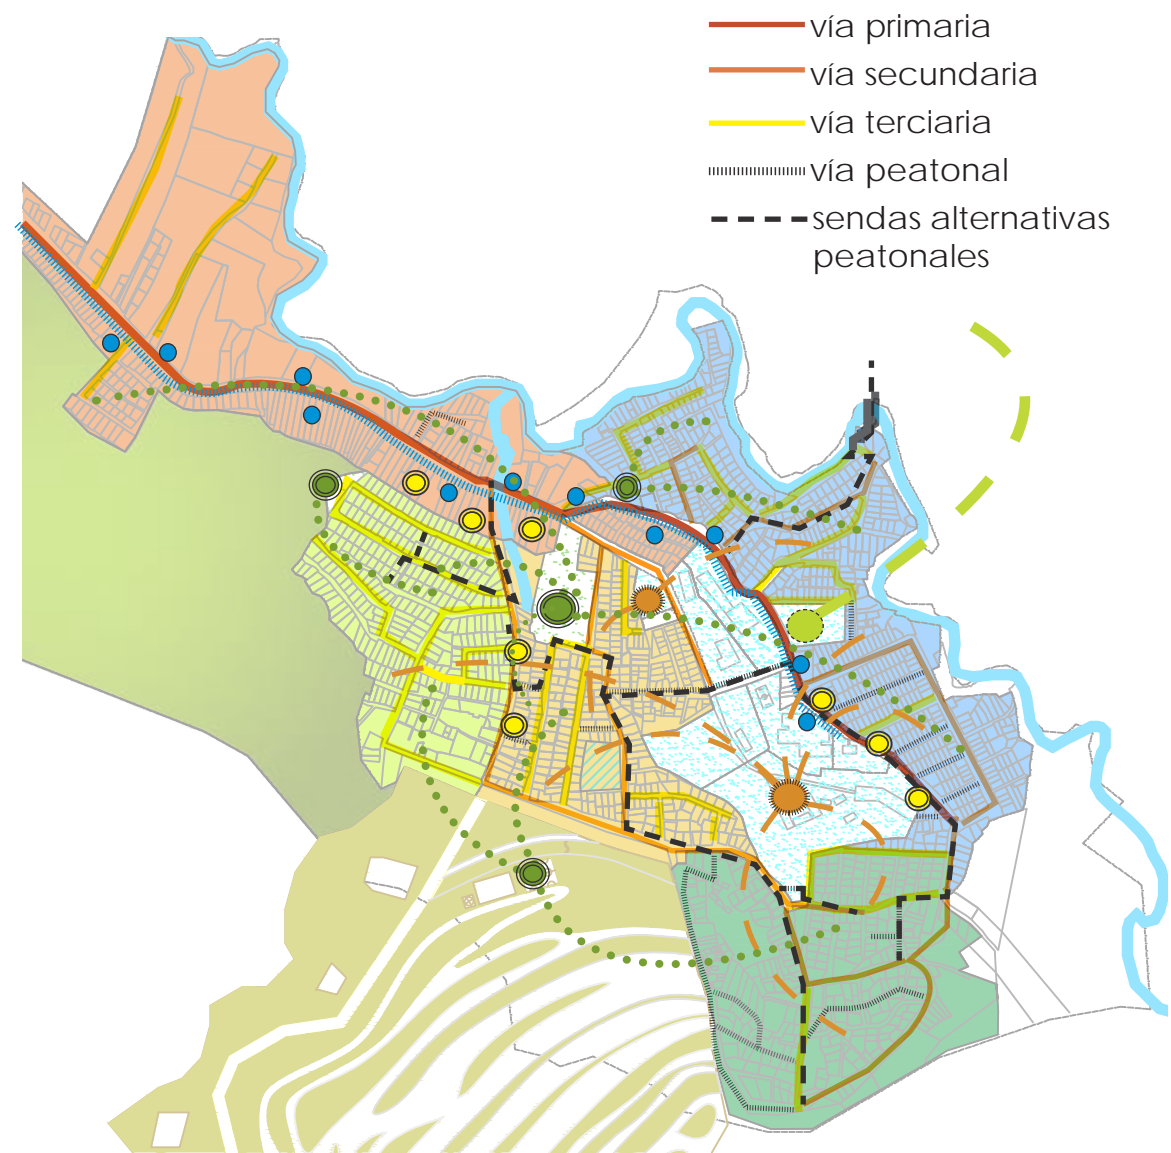 vía primaria
vía secundaria
vía terciaria
vía peatonal
sendas alternativas
peatonales